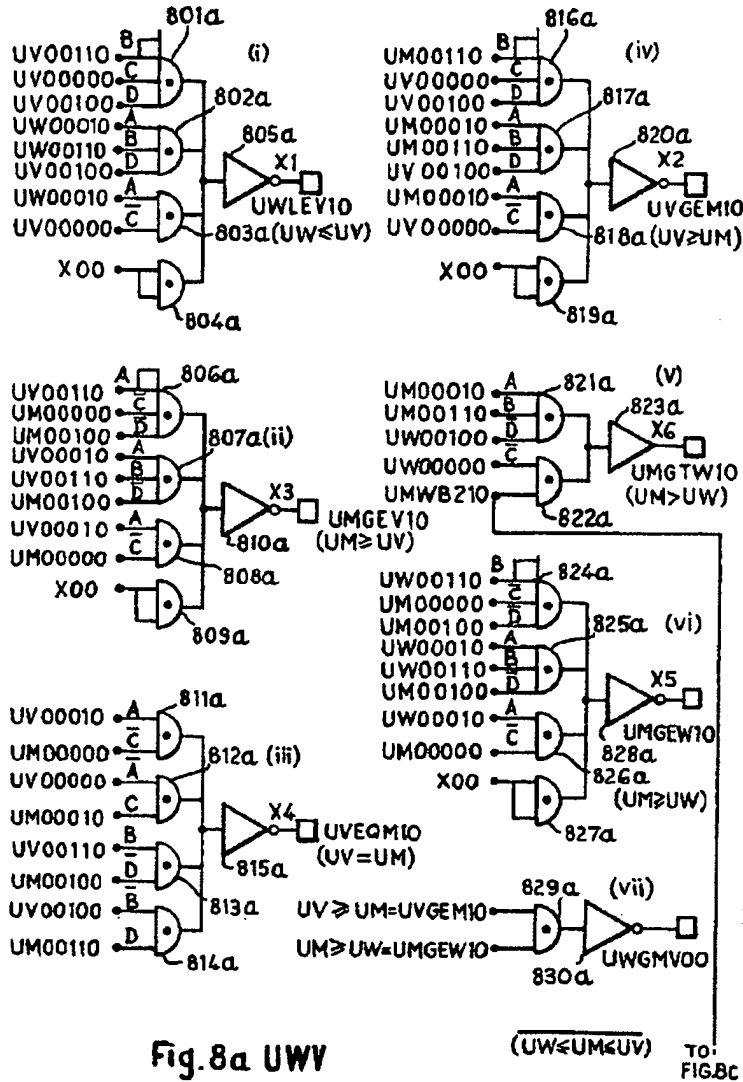 801a
B
(i)
UV00110
C
UV00000
D
UV00100
802a
A
UW00010
B
UW00110
805a
D
UV00100
X1
A
UW00010
UWLEV10
C̅
UV00000
803a (UW≤UV)
X00
804a
816a
B
(iv)
UM00110
C
UV00000
D
UV00100
817a
A
UM00010
B
UM00110
820a
D
UV00100
X2
A
UM00010
UVGEM10
C̅
UV00000
818a (UV≥UM)
X00
819a
806a
A
UV00110
C̅
UM00000
D̅
UM00100
A
UV00010
807a (ii)
B
UV00110
D̅
UM00100
X3
A
UV00010
UMGEV10
C̅
810a
(UM≥UV)
UM00000
808a
X00
809a
821a
(v)
A
UM00010
B
823a
UM00110
D̅
X6
UW00100
C̅
UW00000
UMGTW10
UMWB210
(UM>UW)
822a
824a
B
UW00110
C̅
UM00000
D̅
UM00100
825a (vi)
A
UW00010
B
UW00110
D̅
X5
UM00100
A
UW00010
UMGEW10
C̅
828a
UM00000
826a
(UM≥UW)
X00
827a
811a
A
UV00010
C̅
UM00000
A̅
812a (iii)
UV00000
C
X4
UM00010
UVEQM10
B
815a
(UV=UM)
UV00110
D̅
UM00100
813a
B̅
UV00100
D
UM00110
814a
829a
(vii)
UV≥UM=UVGEM10
UM≥UW=UMGEW10
830a
UWGMV00
(UW≤UM≤UV)
TO
FIG.8C
Fig.8a UWV